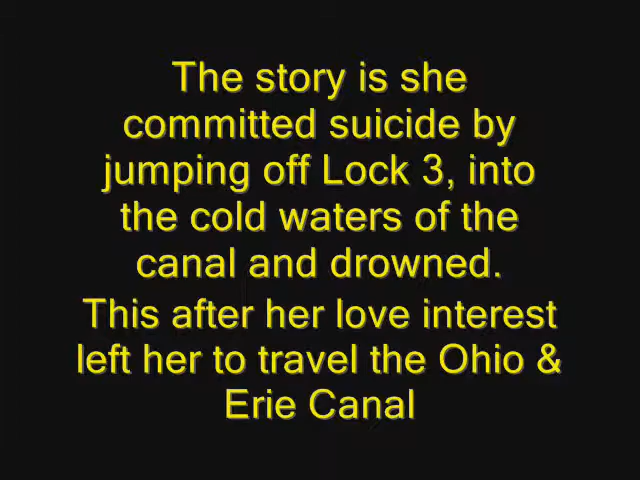 The story is she
committed suicide by
jumping off Lock 3, into
the cold waters of the
canal and drowned.
This after her love interest
left her to travel the Ohio &
Erie Canal